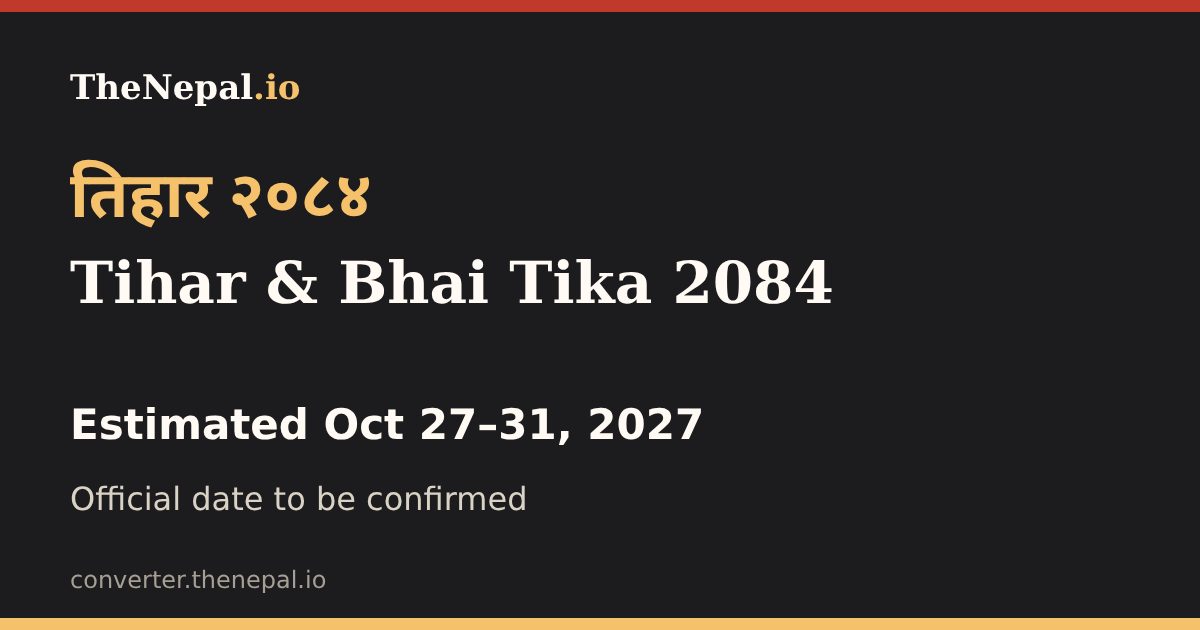 TheNepal.io
तिहार २०८४
Tihar & Bhai Tika 2084
Estimated Oct 27–31, 2027
Official date to be confirmed
converter.thenepal.io